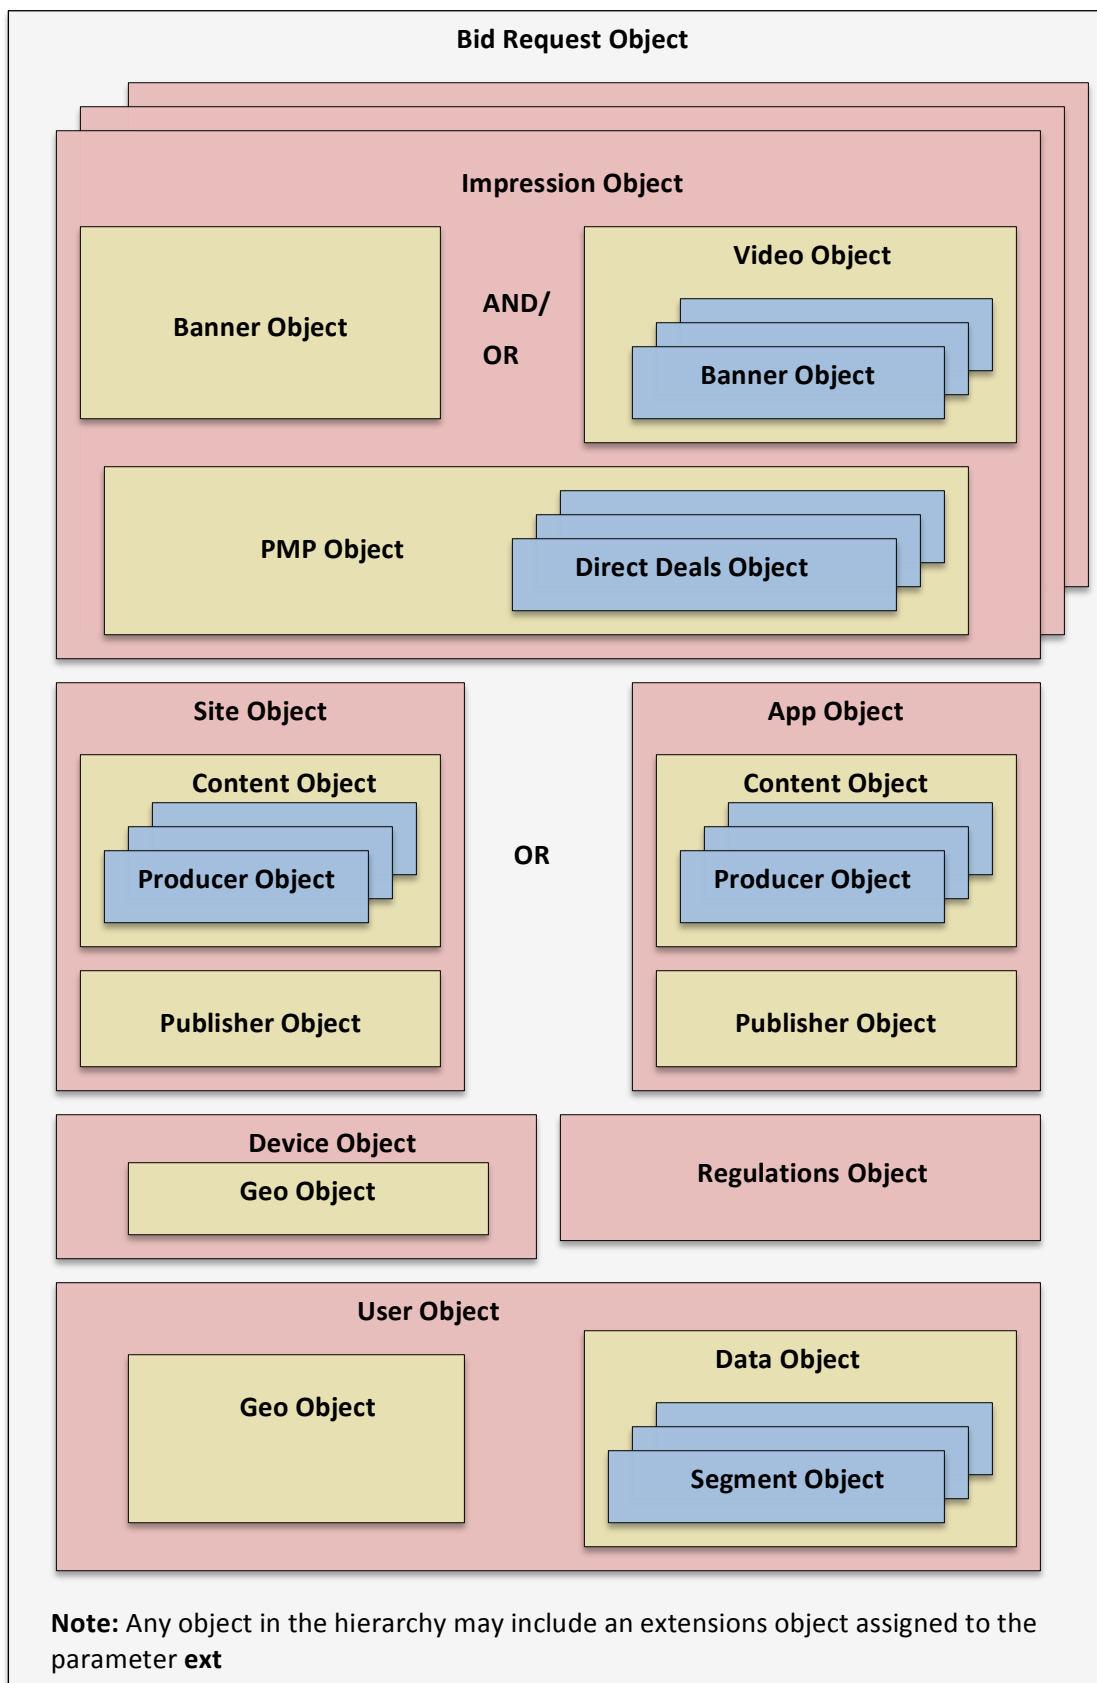 Bid Request Object
Impression Object
Banner Object
AND/
OR
Video Object
Banner Object
PMP Object
Direct Deals Object
Site Object
Content Object
Producer Object
Publisher Object
OR
App Object
Content Object
Producer Object
Publisher Object
Device Object
Geo Object
Regulations Object
User Object
Geo Object
Data Object
Segment Object
Note: Any object in the hierarchy may include an extensions object assigned to the
parameter ext